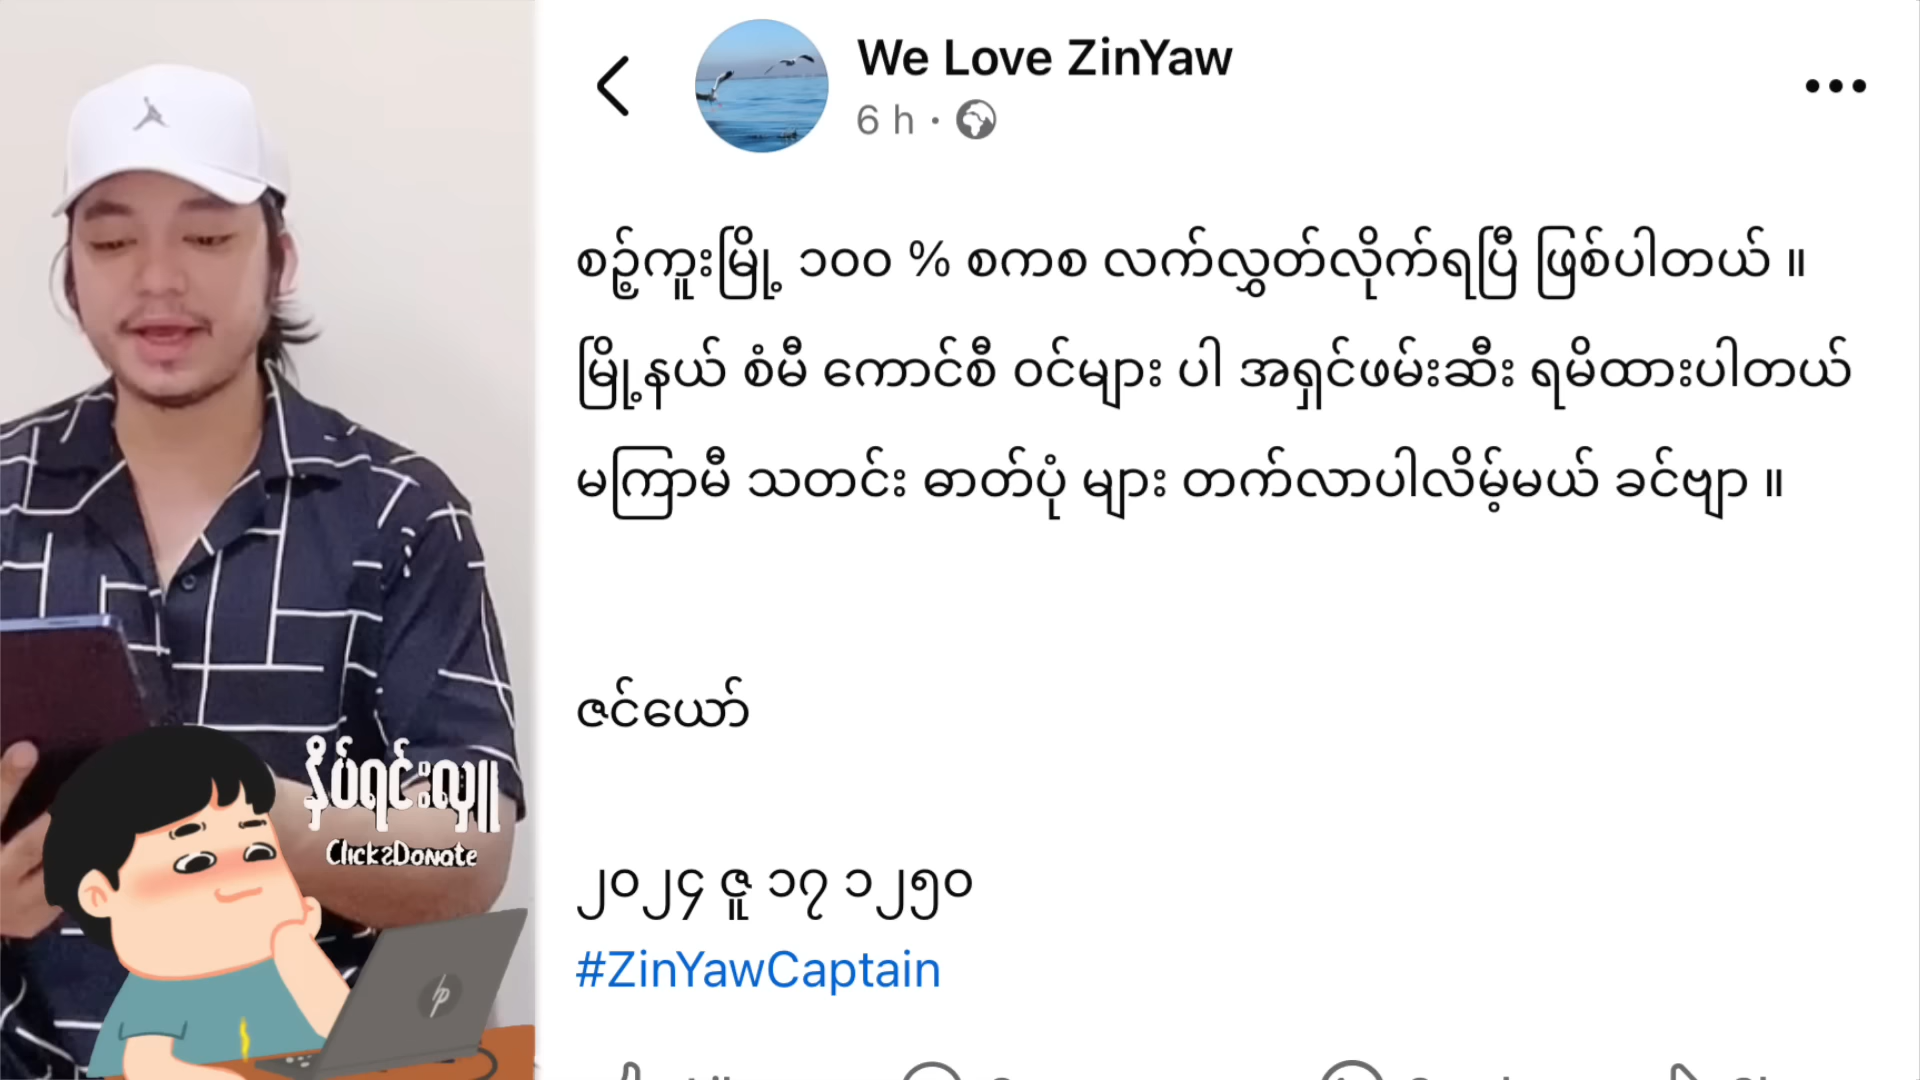 We Love ZinYaw
6 h ·
စဉ့်ကူးမြို့ ၁၀၀ % စကစ လက်လွှတ်လိုက်ရပြီ ဖြစ်ပါတယ် ။
မြို့နယ် စံမီ ကောင်စီ ဝင်များ ပါ အရှင်ဖမ်းဆီး ရမိထားပါတယ်
မကြာမီ သတင်း ဓာတ်ပုံ များ တက်လာပါလိမ့်မယ် ခင်ဗျာ ။
ဇင်ယော်
၂၀၂၄ ဇူ ၁၇ ၁၂၅၀
#ZinYawCaptain
နှိပ်ရင်းလှူ
Click2Donate
hp